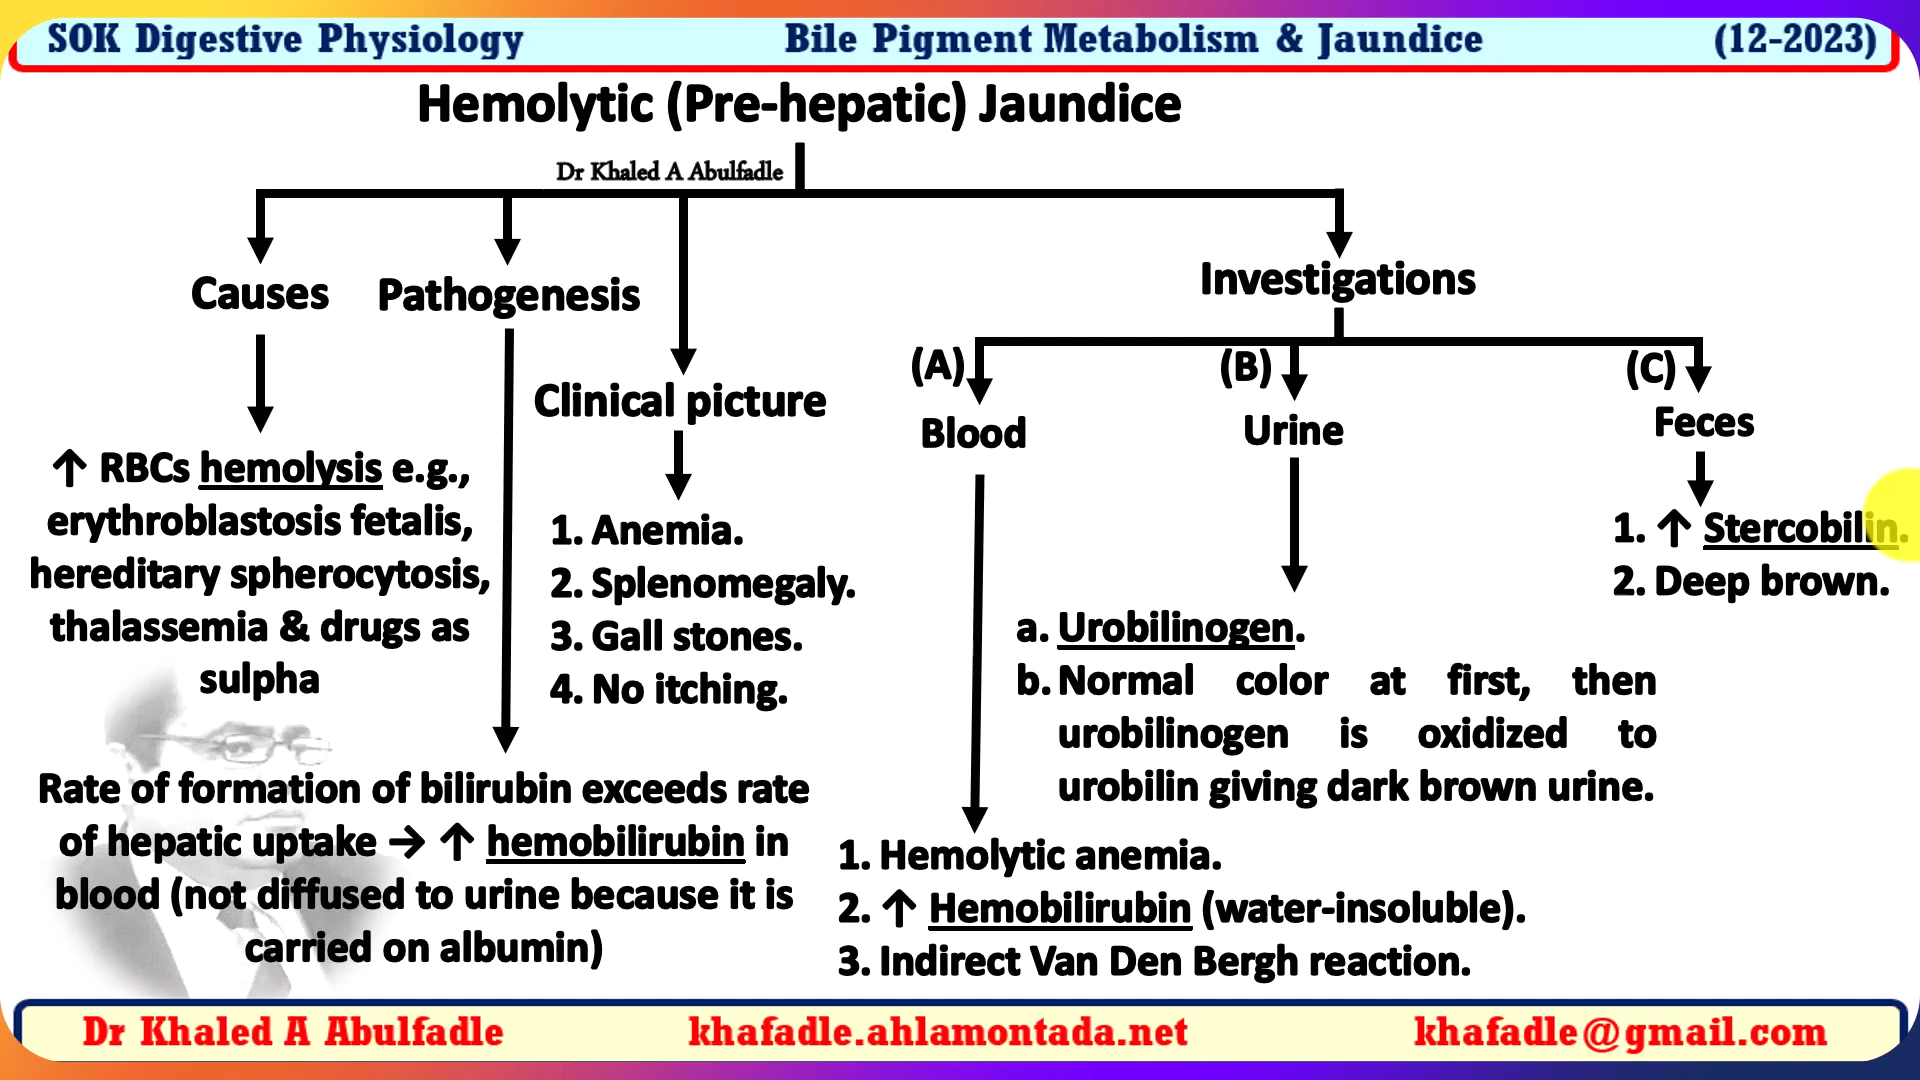 SOK Digestive Physiology Bile Pigment Metabolism & Jaundice (12-2023)
Hemolytic (Pre-hepatic) Jaundice
Dr Khaled A Abulfadle
Causes
↑ RBCs hemolysis e.g.,
erythroblastosis fetalis,
hereditary spherocytosis,
thalassemia & drugs as
sulpha
Pathogenesis
Rate of formation of bilirubin exceeds rate
of hepatic uptake → ↑ hemobilirubin in
blood (not diffused to urine because it is
carried on albumin)
Clinical picture
1. Anemia.
2. Splenomegaly.
3. Gall stones.
4. No itching.
Investigations
(A)
Blood
1. Hemolytic anemia.
2. ↑ Hemobilirubin (water-insoluble).
3. Indirect Van Den Bergh reaction.
(B)
Urine
a. Urobilinogen.
b. Normal color at first, then
urobilinogen is oxidized to
urobilin giving dark brown urine.
(C)
Feces
1. ↑ Stercobilin.
2. Deep brown.
Dr Khaled A Abulfadle khafadle.ahlamontada.net khafadle@gmail.com